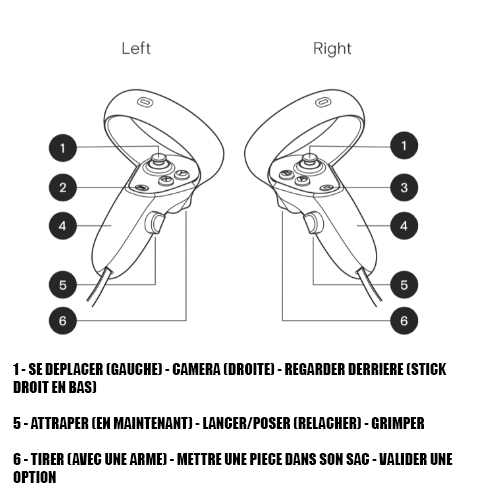 Left Right
1 1
2 3
4 4
5 5
6 6
1 - SE DEPLACER (GAUCHE) - CAMERA (DROITE) - REGARDER DERRIERE (STICK
DROIT EN BAS)
5 - ATTRAPER (EN MAINTENANT) - LANCER/POSER (RELACHER) - GRIMPER
6 - TIRER (AVEC UNE ARME) - METTRE UNE PIECE DANS SON SAC - VALIDER UNE
OPTION